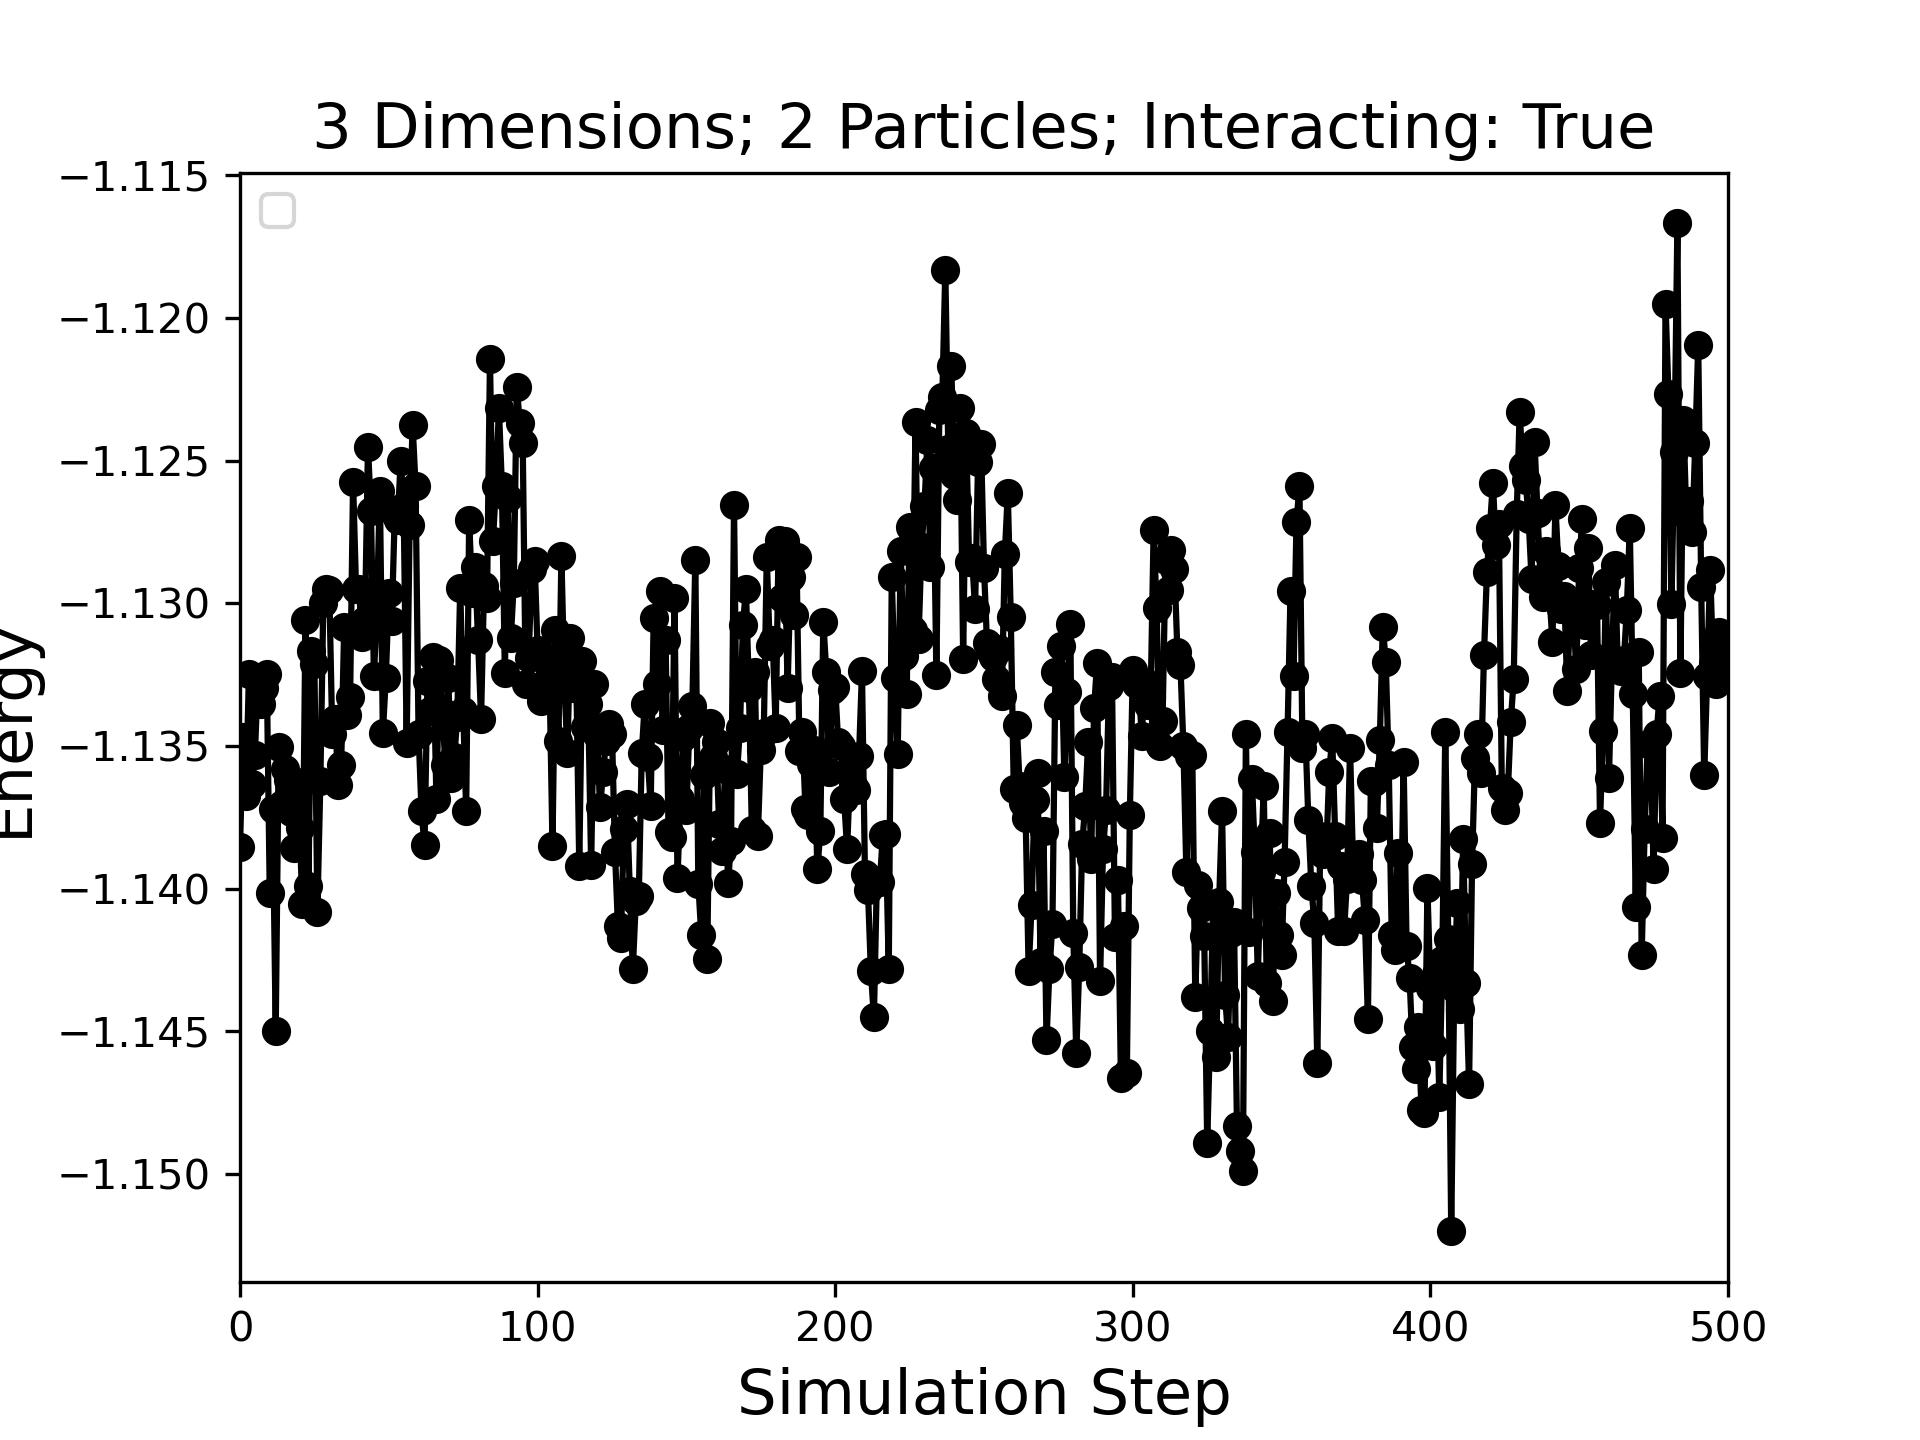 3 Dimensions; 2 Particles; Interacting: True
−1.115
−1.120
−1.125
−1.130
−1.135
−1.140
−1.145
−1.150
Energy
0 100 200 300 400 500
Simulation Step